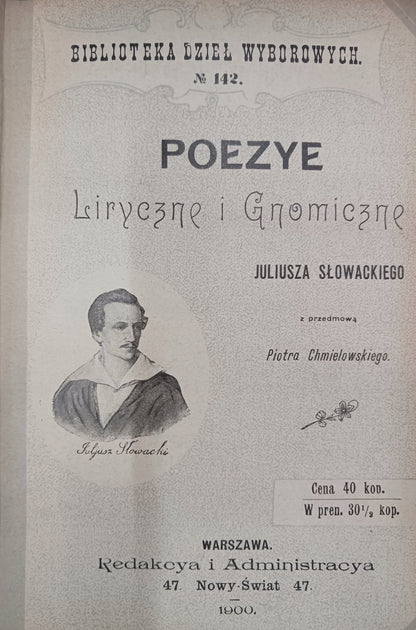 BIBLIOTEKA DZIEŁ WYBOROWYCH.
№ 142.
POEZYE
Liryczne i Gnomiczne
JULIUSZA SŁOWACKIEGO
z przedmową
Piotra Chmielowskiego.
Juljusz Słowacki
Cena 40 kop.
W pren. 30½ kop.
WARSZAWA.
Redakcya i Administracya
47. Nowy-Świat 47.
1900.